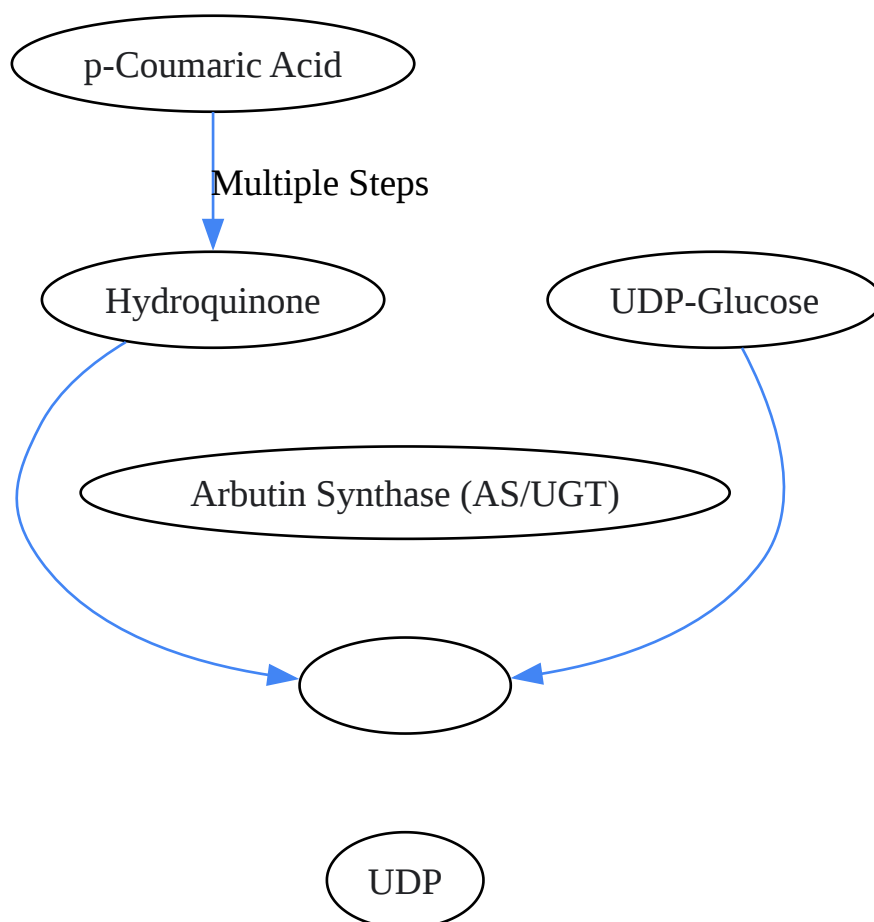 p-Coumaric Acid
Multiple Steps
Hydroquinone
UDP-Glucose
Arbutin Synthase (AS/UGT)
UDP